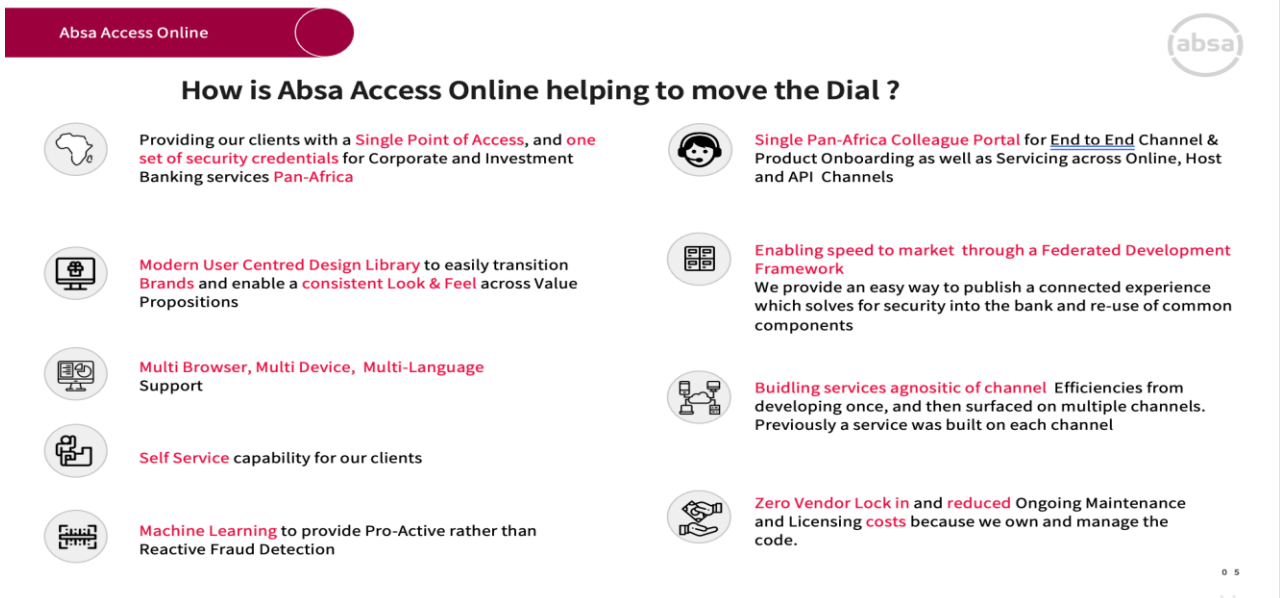 Absa Access Online
(absa)
How is Absa Access Online helping to move the Dial ?
Providing our clients with a Single Point of Access, and one
set of security credentials for Corporate and Investment
Banking services Pan-Africa
Modern User Centred Design Library to easily transition
Brands and enable a consistent Look & Feel across Value
Propositions
Multi Browser, Multi Device, Multi-Language
Support
Self Service capability for our clients
Machine Learning to provide Pro-Active rather than
Reactive Fraud Detection
Single Pan-Africa Colleague Portal for End to End Channel &
Product Onboarding as well as Servicing across Online, Host
and API Channels
Enabling speed to market through a Federated Development
Framework
We provide an easy way to publish a connected experience
which solves for security into the bank and re-use of common
components
Buidling services agnositic of channel Efficiencies from
developing once, and then surfaced on multiple channels.
Previously a service was built on each channel
Zero Vendor Lock in and reduced Ongoing Maintenance
and Licensing costs because we own and manage the
code.
0 5